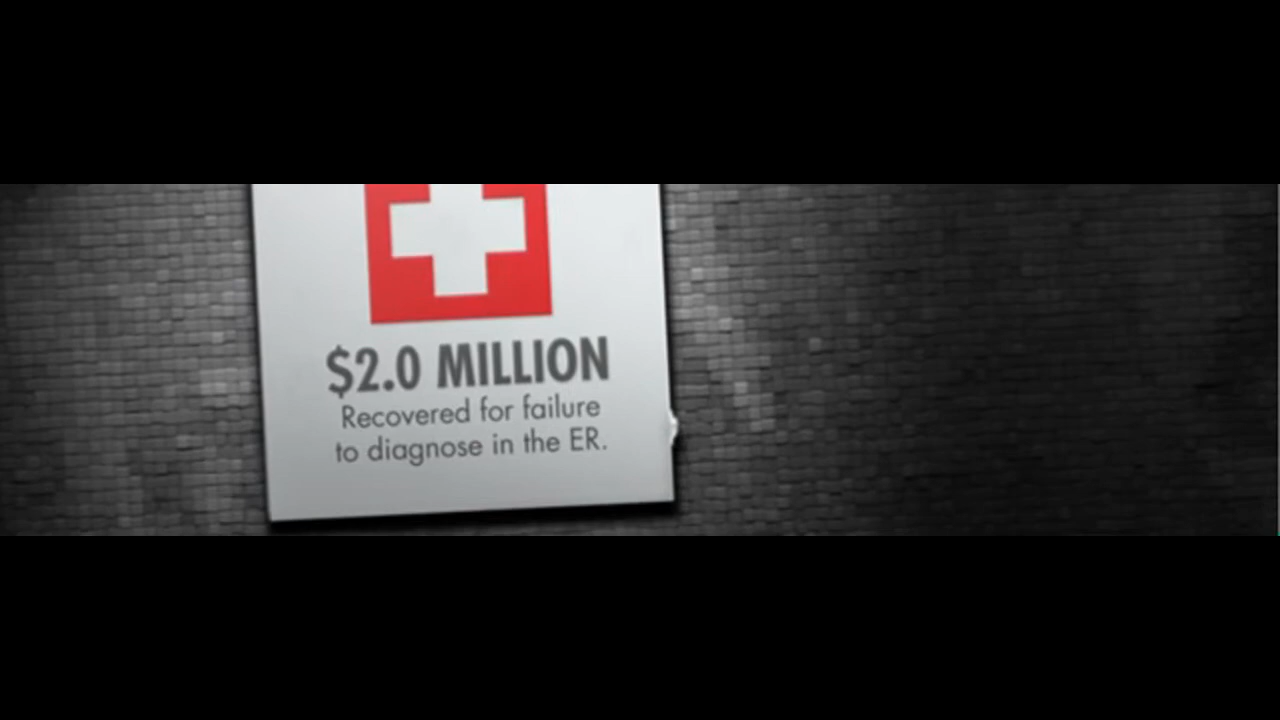 $2.0 MILLION
Recovered for failure
to diagnose in the ER.